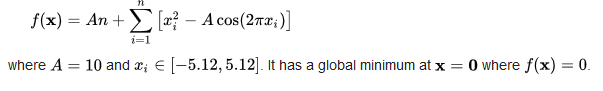 f(x) = An + \sum_{i=1}^{n} [x_i^2 − A cos(2πx_i)]
where A = 10 and x_i ∈ [−5.12, 5.12]. It has a global minimum at x = 0 where f(x) = 0.